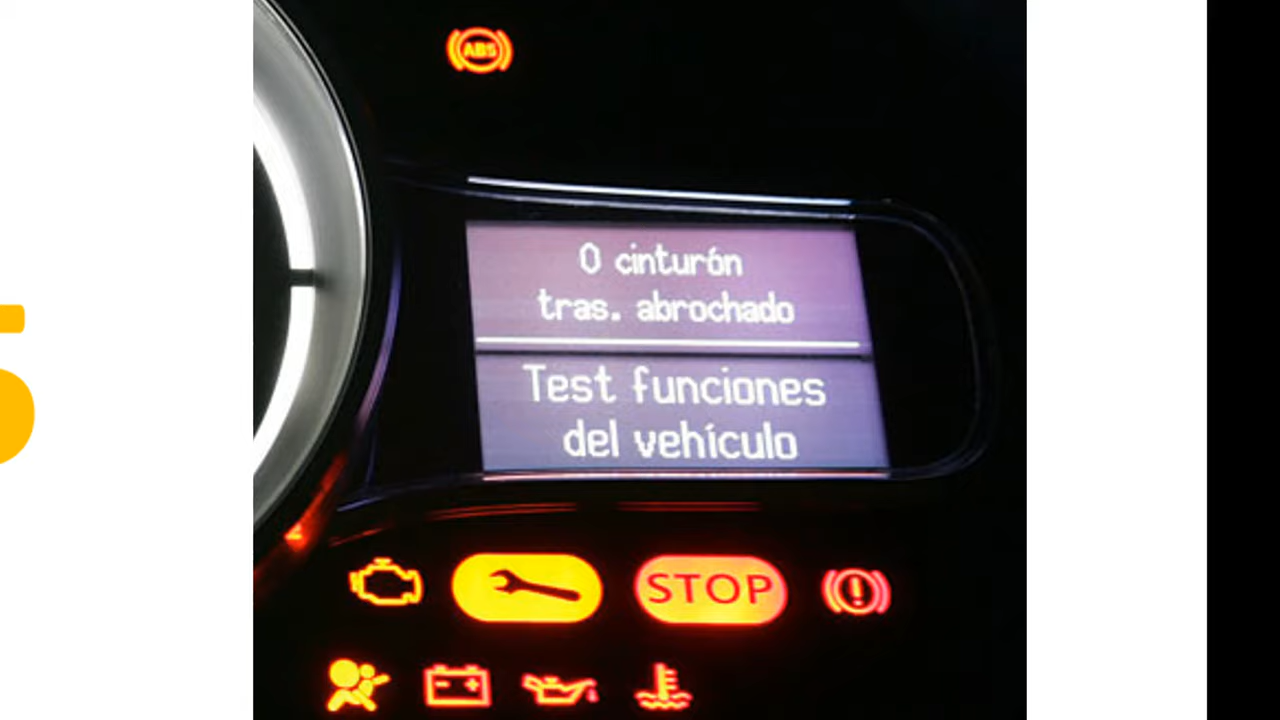 ABS
0 cinturón
tras. abrochado
Test funciones
del vehículo
STOP